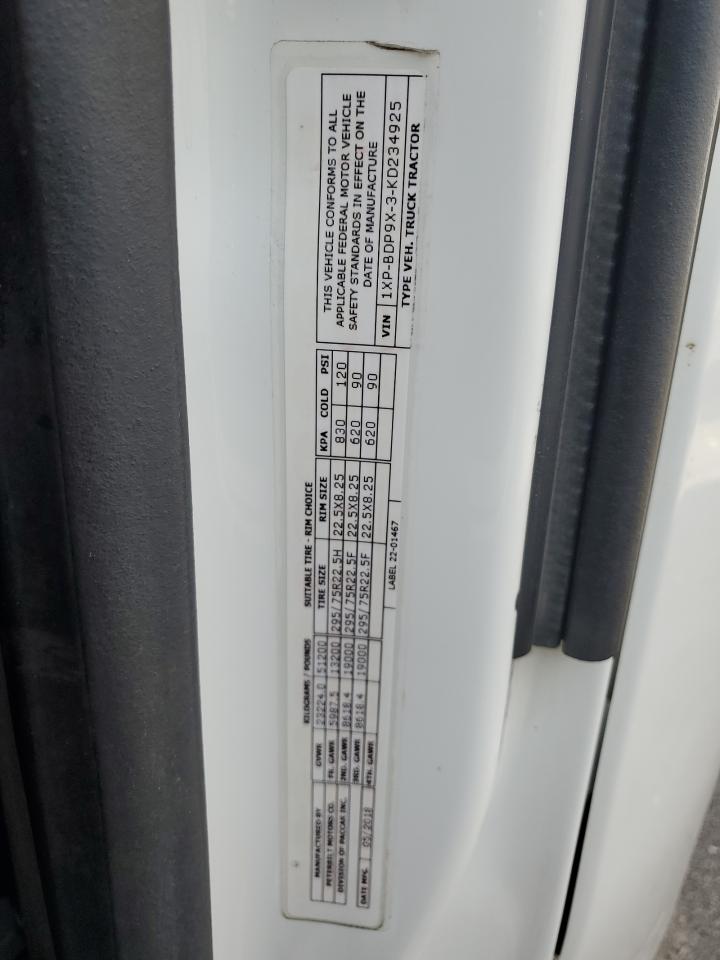 MANUFACTURED BY
PETERBILT MOTORS CO.
DIVISION OF PACCAR INC.
DATE MFG. 05/2018
KILOGRAMS / POUNDS
GVWR 23224.0 51200
FR. GAWR 5987.5 13200
2ND. GAWR 8618.4 19000
3RD. GAWR 8618.4 19000
4TH. GAWR
SUITABLE TIRE - RIM CHOICE
TIRE SIZE RIM SIZE KPA COLD PSI
295/75R22.5H 22.5X8.25 830 120
295/75R22.5F 22.5X8.25 620 90
295/75R22.5F 22.5X8.25 620 90
LABEL 22-01467
THIS VEHICLE CONFORMS TO ALL
APPLICABLE FEDERAL MOTOR VEHICLE
SAFETY STANDARDS IN EFFECT ON THE
DATE OF MANUFACTURE
VIN 1XP-BDP9X-3-KD234925
TYPE VEH. TRUCK TRACTOR